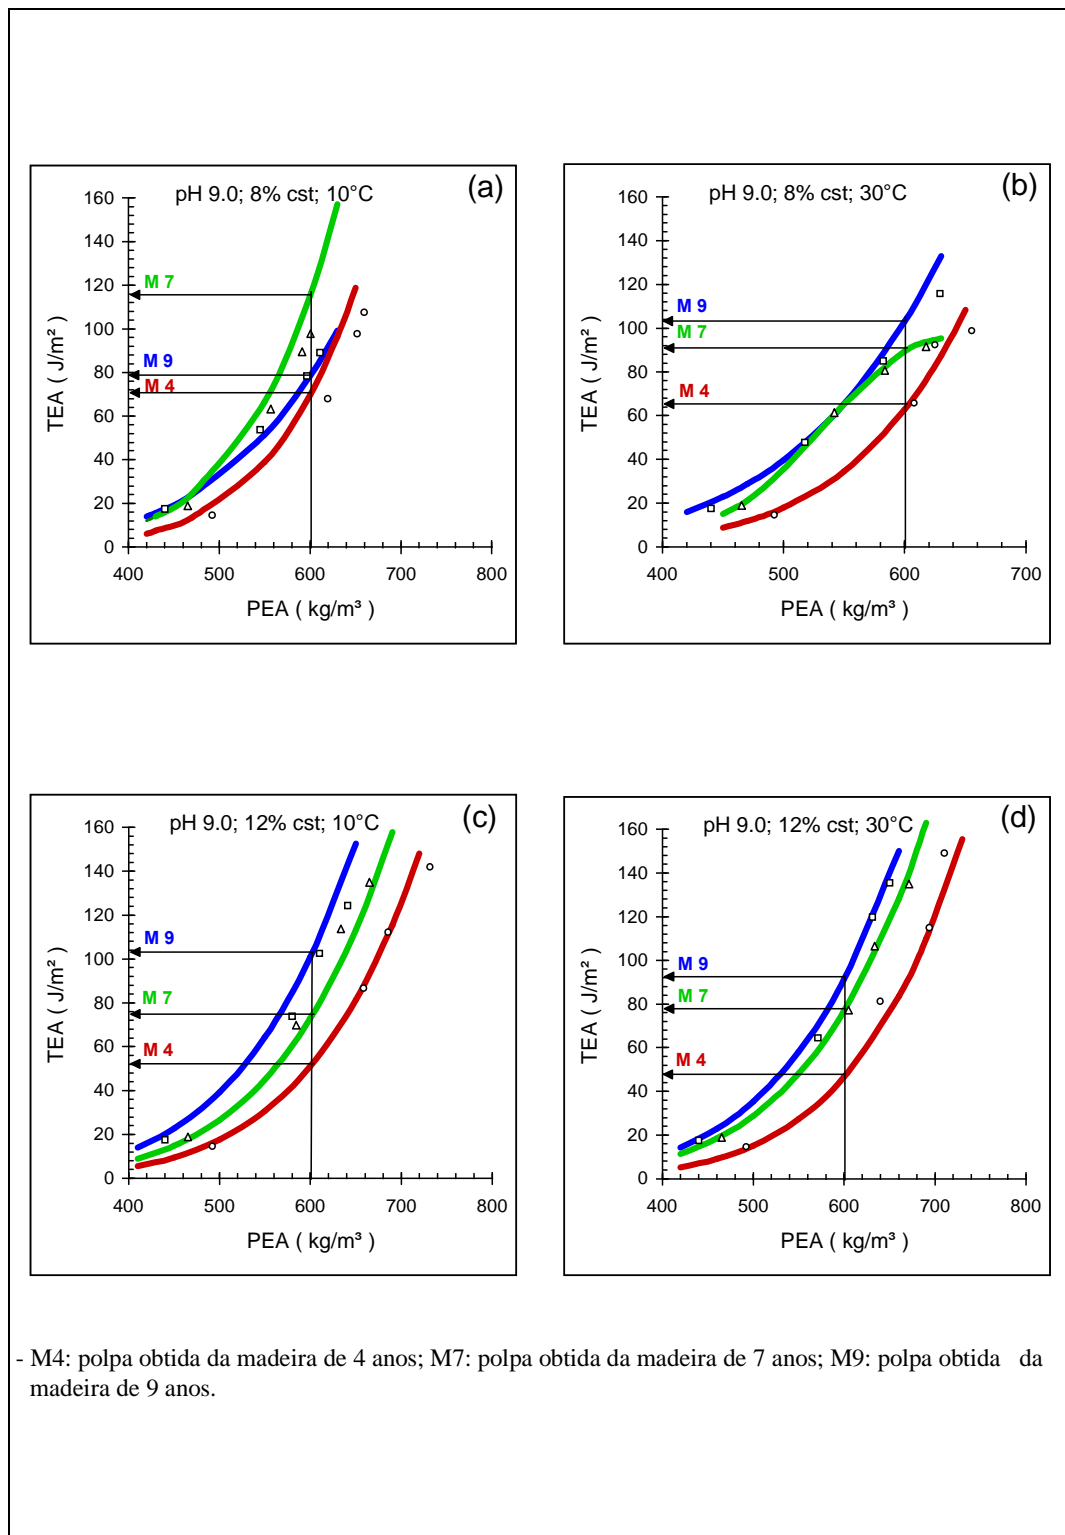 pH 9.0; 8% cst; 10°C
(a)
TEA ( J/m² )
160
140
120
100
80
60
40
20
0
M 7
M 9
M 4
400 500 600 700 800
PEA ( kg/m³ )
pH 9.0; 8% cst; 30°C
(b)
TEA ( J/m² )
160
140
120
100
80
60
40
20
0
M 9
M 7
M 4
400 500 600 700
PEA ( kg/m³ )
pH 9.0; 12% cst; 10°C
(c)
TEA ( J/m² )
160
140
120
100
80
60
40
20
0
M 9
M 7
M 4
400 500 600 700 800
PEA ( kg/m³ )
pH 9.0; 12% cst; 30°C
(d)
TEA ( J/m² )
160
140
120
100
80
60
40
20
0
M 9
M 7
M 4
400 500 600 700 800
PEA ( kg/m³ )
- M4: polpa obtida da madeira de 4 anos; M7: polpa obtida da madeira de 7 anos; M9: polpa obtida da
madeira de 9 anos.